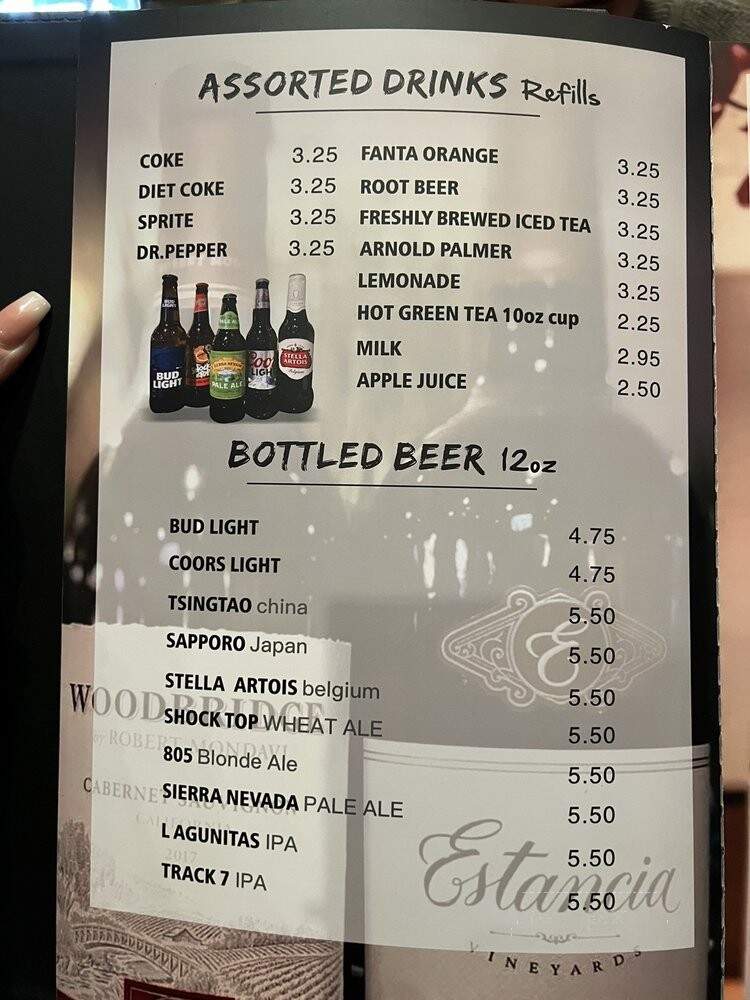 ASSORTED DRINKS Refills
COKE 3.25
DIET COKE 3.25
SPRITE 3.25
DR.PEPPER 3.25
FANTA ORANGE 3.25
ROOT BEER 3.25
FRESHLY BREWED ICED TEA 3.25
ARNOLD PALMER 3.25
LEMONADE 3.25
HOT GREEN TEA 10oz cup 2.25
MILK 2.95
APPLE JUICE 2.50
BUD LIGHT
PALE ALE
STELLA ARTOIS
BOTTLED BEER 12oz
BUD LIGHT 4.75
COORS LIGHT 4.75
TSINGTAO china 5.50
SAPPORO Japan 5.50
STELLA ARTOIS belgium 5.50
SHOCK TOP WHEAT ALE 5.50
805 Blonde Ale 5.50
SIERRA NEVADA PALE ALE 5.50
LAGUNITAS IPA 5.50
TRACK 7 IPA 5.50
WOODBRIDGE
by ROBERT MONDAVI
CABERNET SAUVIGNON
CALIFORNIA
2017
E
Estancia
VINEYARDS